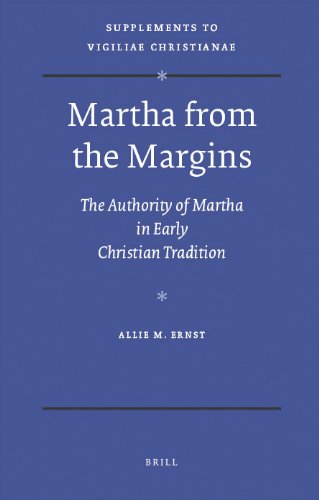 SUPPLEMENTS TO
VIGILIAE CHRISTIANAE
*
Martha from
the Margins
The Authority of Martha
in Early
Christian Tradition
*
ALLIE M. ERNST
BRILL